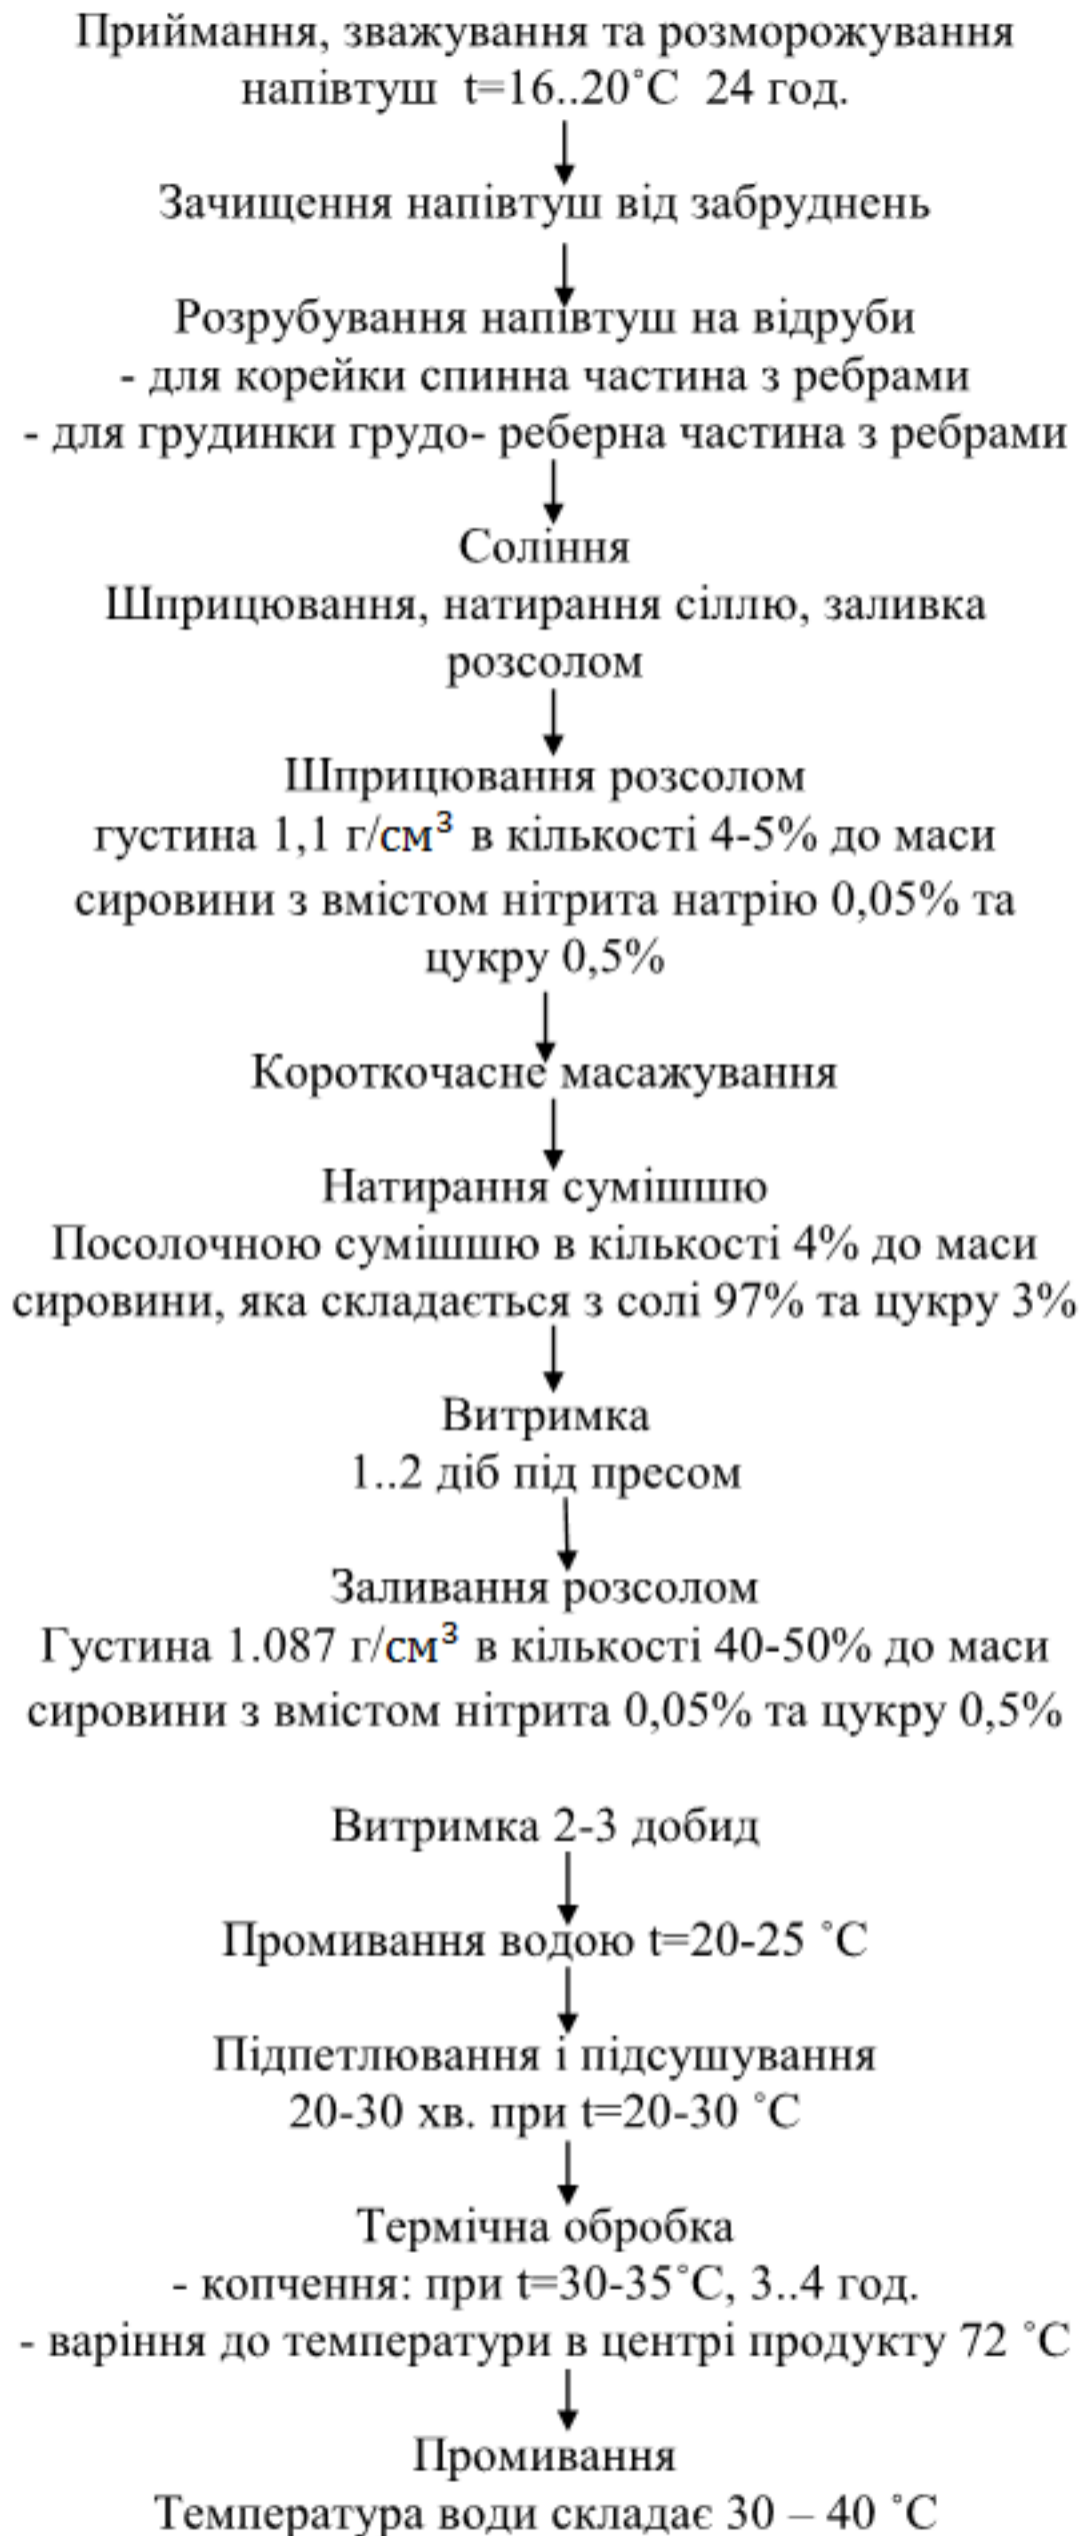 Приймання, зважування та розморожування
напівтуш t=16..20˚С 24 год.
Зачищення напівтуш від забруднень
Розрубування напівтуш на відруби
- для корейки спинна частина з ребрами
- для грудинки грудо- реберна частина з ребрами
Соління
Шприцювання, натирання сіллю, заливка
розсолом
Шприцювання розсолом
густина 1,1 г/см³ в кількості 4-5% до маси
сировини з вмістом нітрита натрію 0,05% та
цукру 0,5%
Короткочасне масажування
Натирання сумішшю
Посолочною сумішшю в кількості 4% до маси
сировини, яка складається з солі 97% та цукру 3%
Витримка
1..2 діб під пресом
Заливання розсолом
Густина 1.087 г/см³ в кількості 40-50% до маси
сировини з вмістом нітрита 0,05% та цукру 0,5%
Витримка 2-3 добид
Промивання водою t=20-25 ˚С
Підпетлювання і підсушування
20-30 хв. при t=20-30 ˚С
Термічна обробка
- копчення: при t=30-35˚С, 3..4 год.
- варіння до температури в центрі продукту 72 ˚С
Промивання
Температура води складає 30 – 40 ˚С